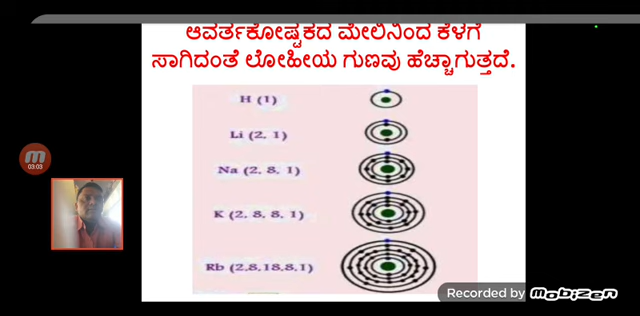 ಆವರ್ತಕೋಷ್ಟಕದ ಮೇಲಿನಿಂದ ಕೆಳಗೆ
ಸಾಗಿದಂತೆ ಲೋಹೀಯ ಗುಣವು ಹೆಚ್ಚಾಗುತ್ತದೆ.
H (1)
Li (2, 1)
Na (2, 8, 1)
K (2, 8, 8, 1)
Rb (2,8,18,8,1)
03:03
Recorded by mobizen